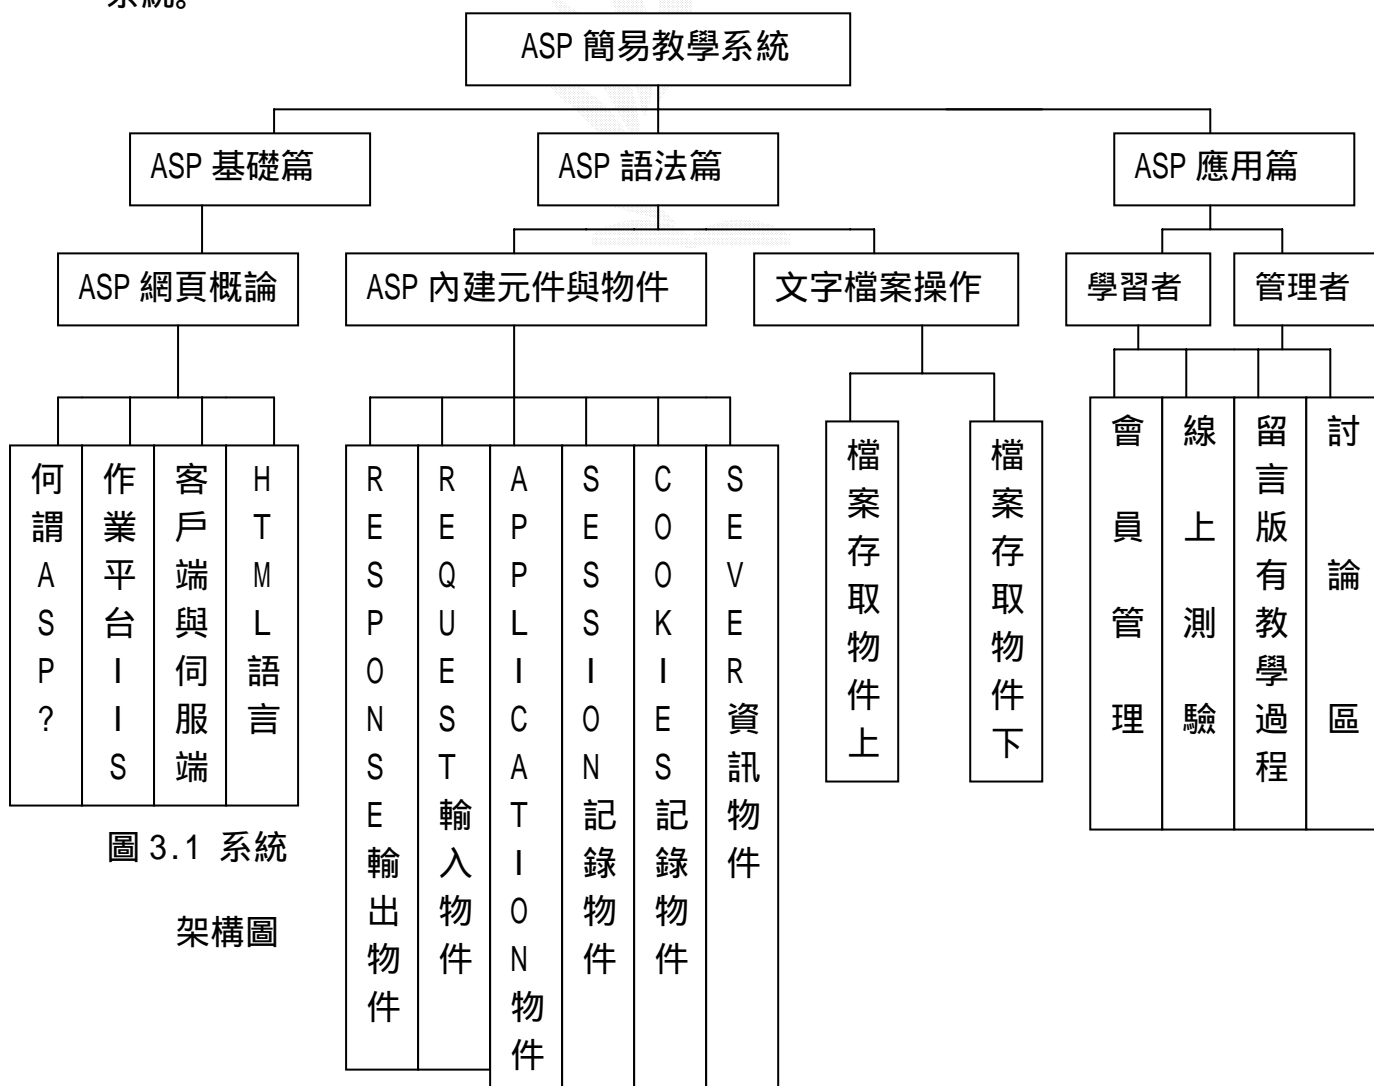 系統。
ASP 簡易教學系統
ASP 基礎篇
ASP 語法篇
ASP 應用篇
ASP 網頁概論
ASP 內建元件與物件
文字檔案操作
學習者
管理者
何謂ASP?
作業平台IIS
客戶端與伺服端
HTML語言
RESPONSE輸出物件
REQUEST輸入物件
APPLICATION物件
SESSION記錄物件
COOKIES記錄物件
SEVER資訊物件
檔案存取物件上
檔案存取物件下
會員管理
線上測驗
留言版有教學過程
討論區
圖 3.1 系統
架構圖